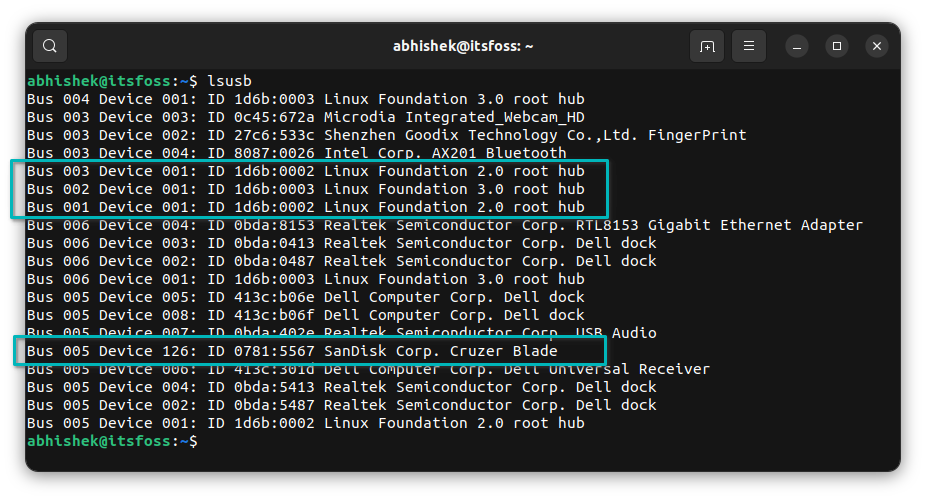 abhishek@itsfoss: ~
abhishek@itsfoss:~$ lsusb
Bus 004 Device 001: ID 1d6b:0003 Linux Foundation 3.0 root hub
Bus 003 Device 003: ID 0c45:672a Microdia Integrated_Webcam_HD
Bus 003 Device 002: ID 27c6:533c Shenzhen Goodix Technology Co.,Ltd. FingerPrint
Bus 003 Device 004: ID 8087:0026 Intel Corp. AX201 Bluetooth
Bus 003 Device 001: ID 1d6b:0002 Linux Foundation 2.0 root hub
Bus 002 Device 001: ID 1d6b:0003 Linux Foundation 3.0 root hub
Bus 001 Device 001: ID 1d6b:0002 Linux Foundation 2.0 root hub
Bus 006 Device 004: ID 0bda:8153 Realtek Semiconductor Corp. RTL8153 Gigabit Ethernet Adapter
Bus 006 Device 003: ID 0bda:0413 Realtek Semiconductor Corp. Dell dock
Bus 006 Device 002: ID 0bda:0487 Realtek Semiconductor Corp. Dell dock
Bus 006 Device 001: ID 1d6b:0003 Linux Foundation 3.0 root hub
Bus 005 Device 005: ID 413c:b06e Dell Computer Corp. Dell dock
Bus 005 Device 008: ID 413c:b06f Dell Computer Corp. Dell dock
Bus 005 Device 007: ID 0bda:402e Realtek Semiconductor Corp. USB Audio
Bus 005 Device 126: ID 0781:5567 SanDisk Corp. Cruzer Blade
Bus 005 Device 006: ID 413c:301d Dell Computer Corp. Dell Universal Receiver
Bus 005 Device 004: ID 0bda:5413 Realtek Semiconductor Corp. Dell dock
Bus 005 Device 002: ID 0bda:5487 Realtek Semiconductor Corp. Dell dock
Bus 005 Device 001: ID 1d6b:0002 Linux Foundation 2.0 root hub
abhishek@itsfoss:~$